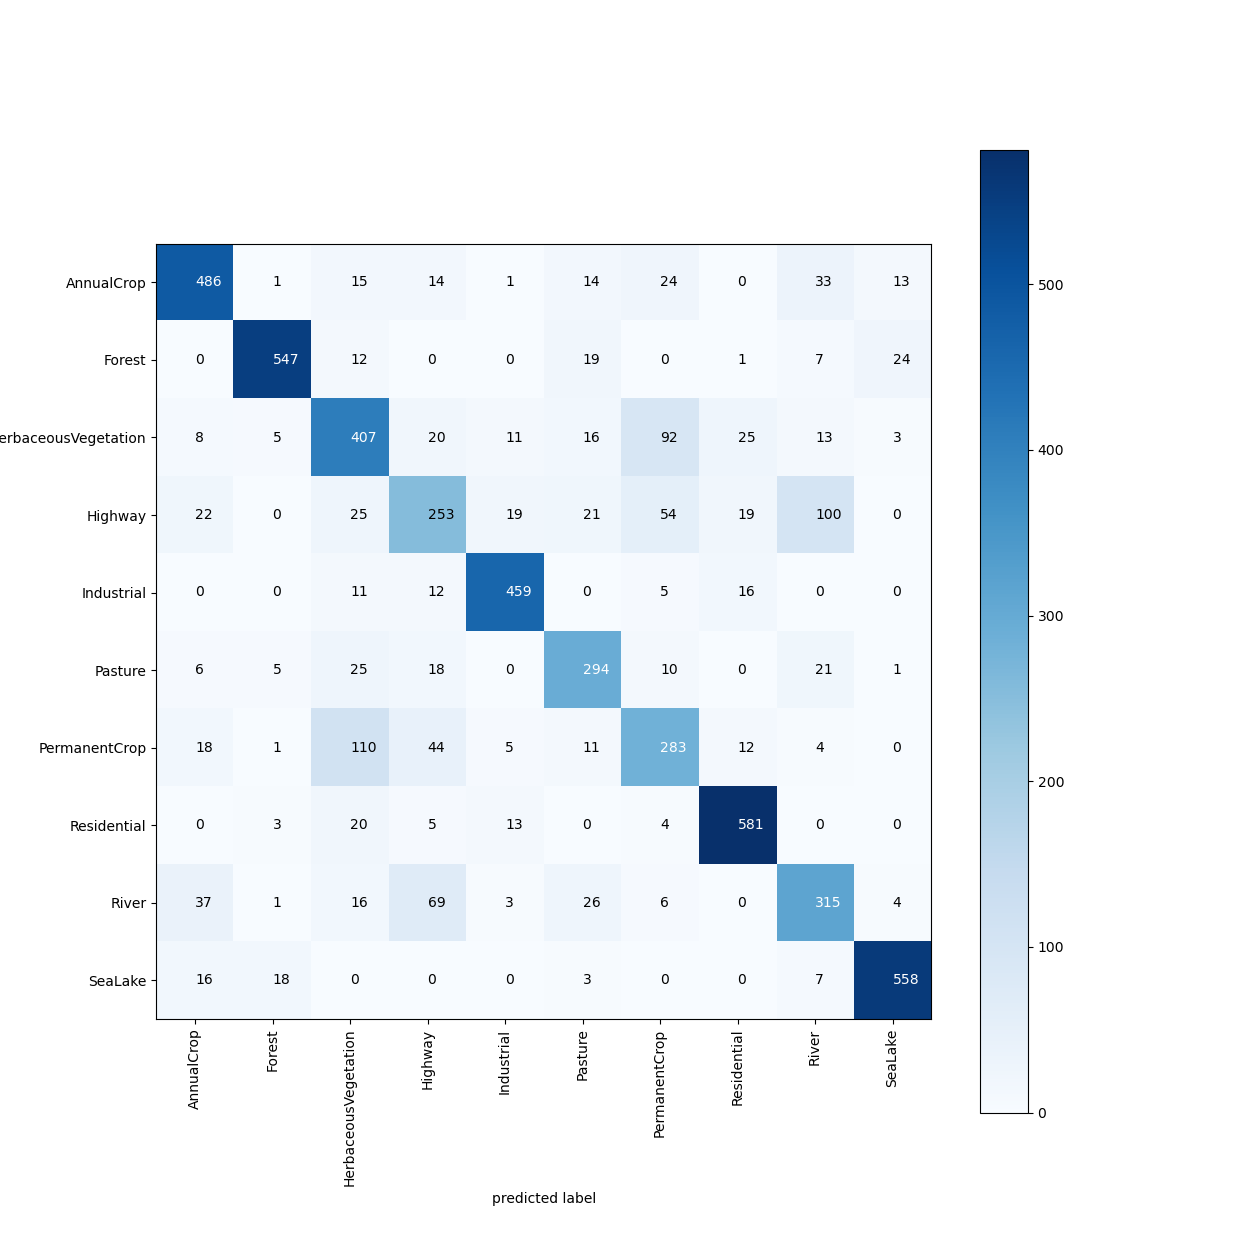 AnnualCrop 486 1 15 14 1 14 24 0 33 13
Forest 0 547 12 0 0 19 0 1 7 24
erbaceousVegetation 8 5 407 20 11 16 92 25 13 3
Highway 22 0 25 253 19 21 54 19 100 0
Industrial 0 0 11 12 459 0 5 16 0 0
Pasture 6 5 25 18 0 294 10 0 21 1
PermanentCrop 18 1 110 44 5 11 283 12 4 0
Residential 0 3 20 5 13 0 4 581 0 0
River 37 1 16 69 3 26 6 0 315 4
SeaLake 16 18 0 0 0 3 0 0 7 558
AnnualCrop
Forest
HerbaceousVegetation
Highway
Industrial
Pasture
PermanentCrop
Residential
River
SeaLake
predicted label
500
400
300
200
100
0